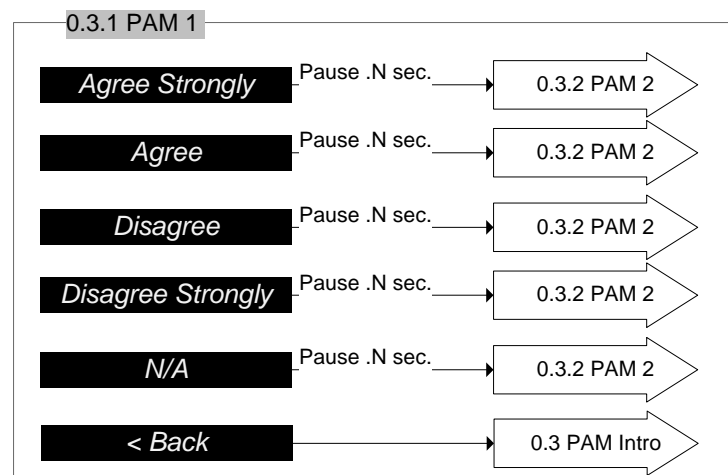 0.3.1 PAM 1
Agree Strongly Pause .N sec. 0.3.2 PAM 2
Agree Pause .N sec. 0.3.2 PAM 2
Disagree Pause .N sec. 0.3.2 PAM 2
Disagree Strongly Pause .N sec. 0.3.2 PAM 2
N/A Pause .N sec. 0.3.2 PAM 2
< Back 0.3 PAM Intro